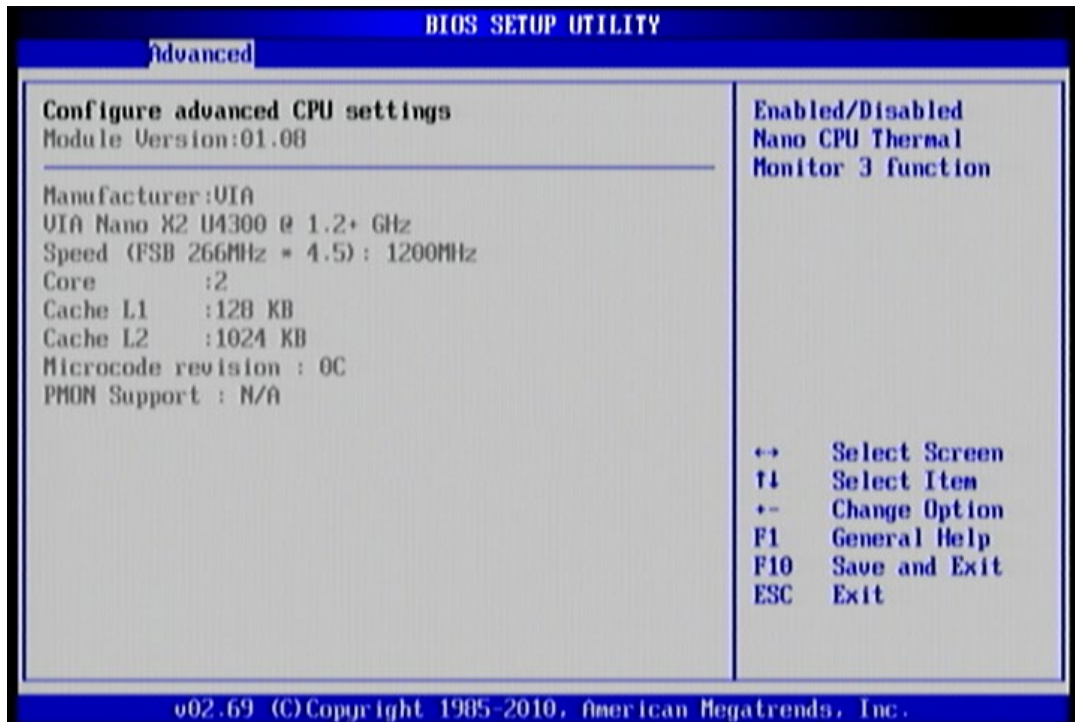 BIOS SETUP UTILITY
Advanced
Configure advanced CPU settings
Module Version:01.08
Manufacturer:VIA
VIA Nano X2 U4300 @ 1.2+ GHz
Speed (FSB 266MHz * 4.5): 1200MHz
Core :2
Cache L1 :128 KB
Cache L2 :1024 KB
Microcode revision : 0C
PMON Support : N/A
Enabled/Disabled
Nano CPU Thermal
Monitor 3 function
↔ Select Screen
↑↓ Select Item
+- Change Option
F1 General Help
F10 Save and Exit
ESC Exit
v02.69 (C)Copyright 1985-2010, American Megatrends, Inc.